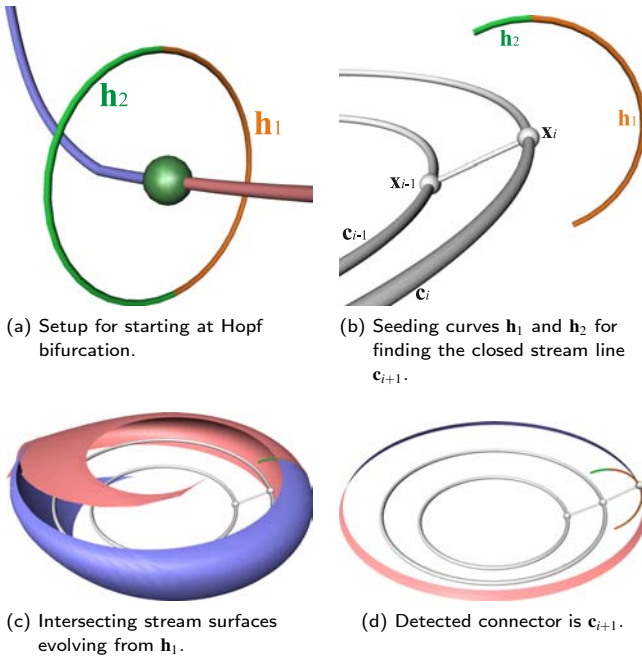 h2
h1
h2
h1
xi
xi-1
ci-1
ci
(a) Setup for starting at Hopf
bifurcation.
(b) Seeding curves h1 and h2 for
finding the closed stream line
ci+1.
(c) Intersecting stream surfaces
evolving from h1.
(d) Detected connector is ci+1.